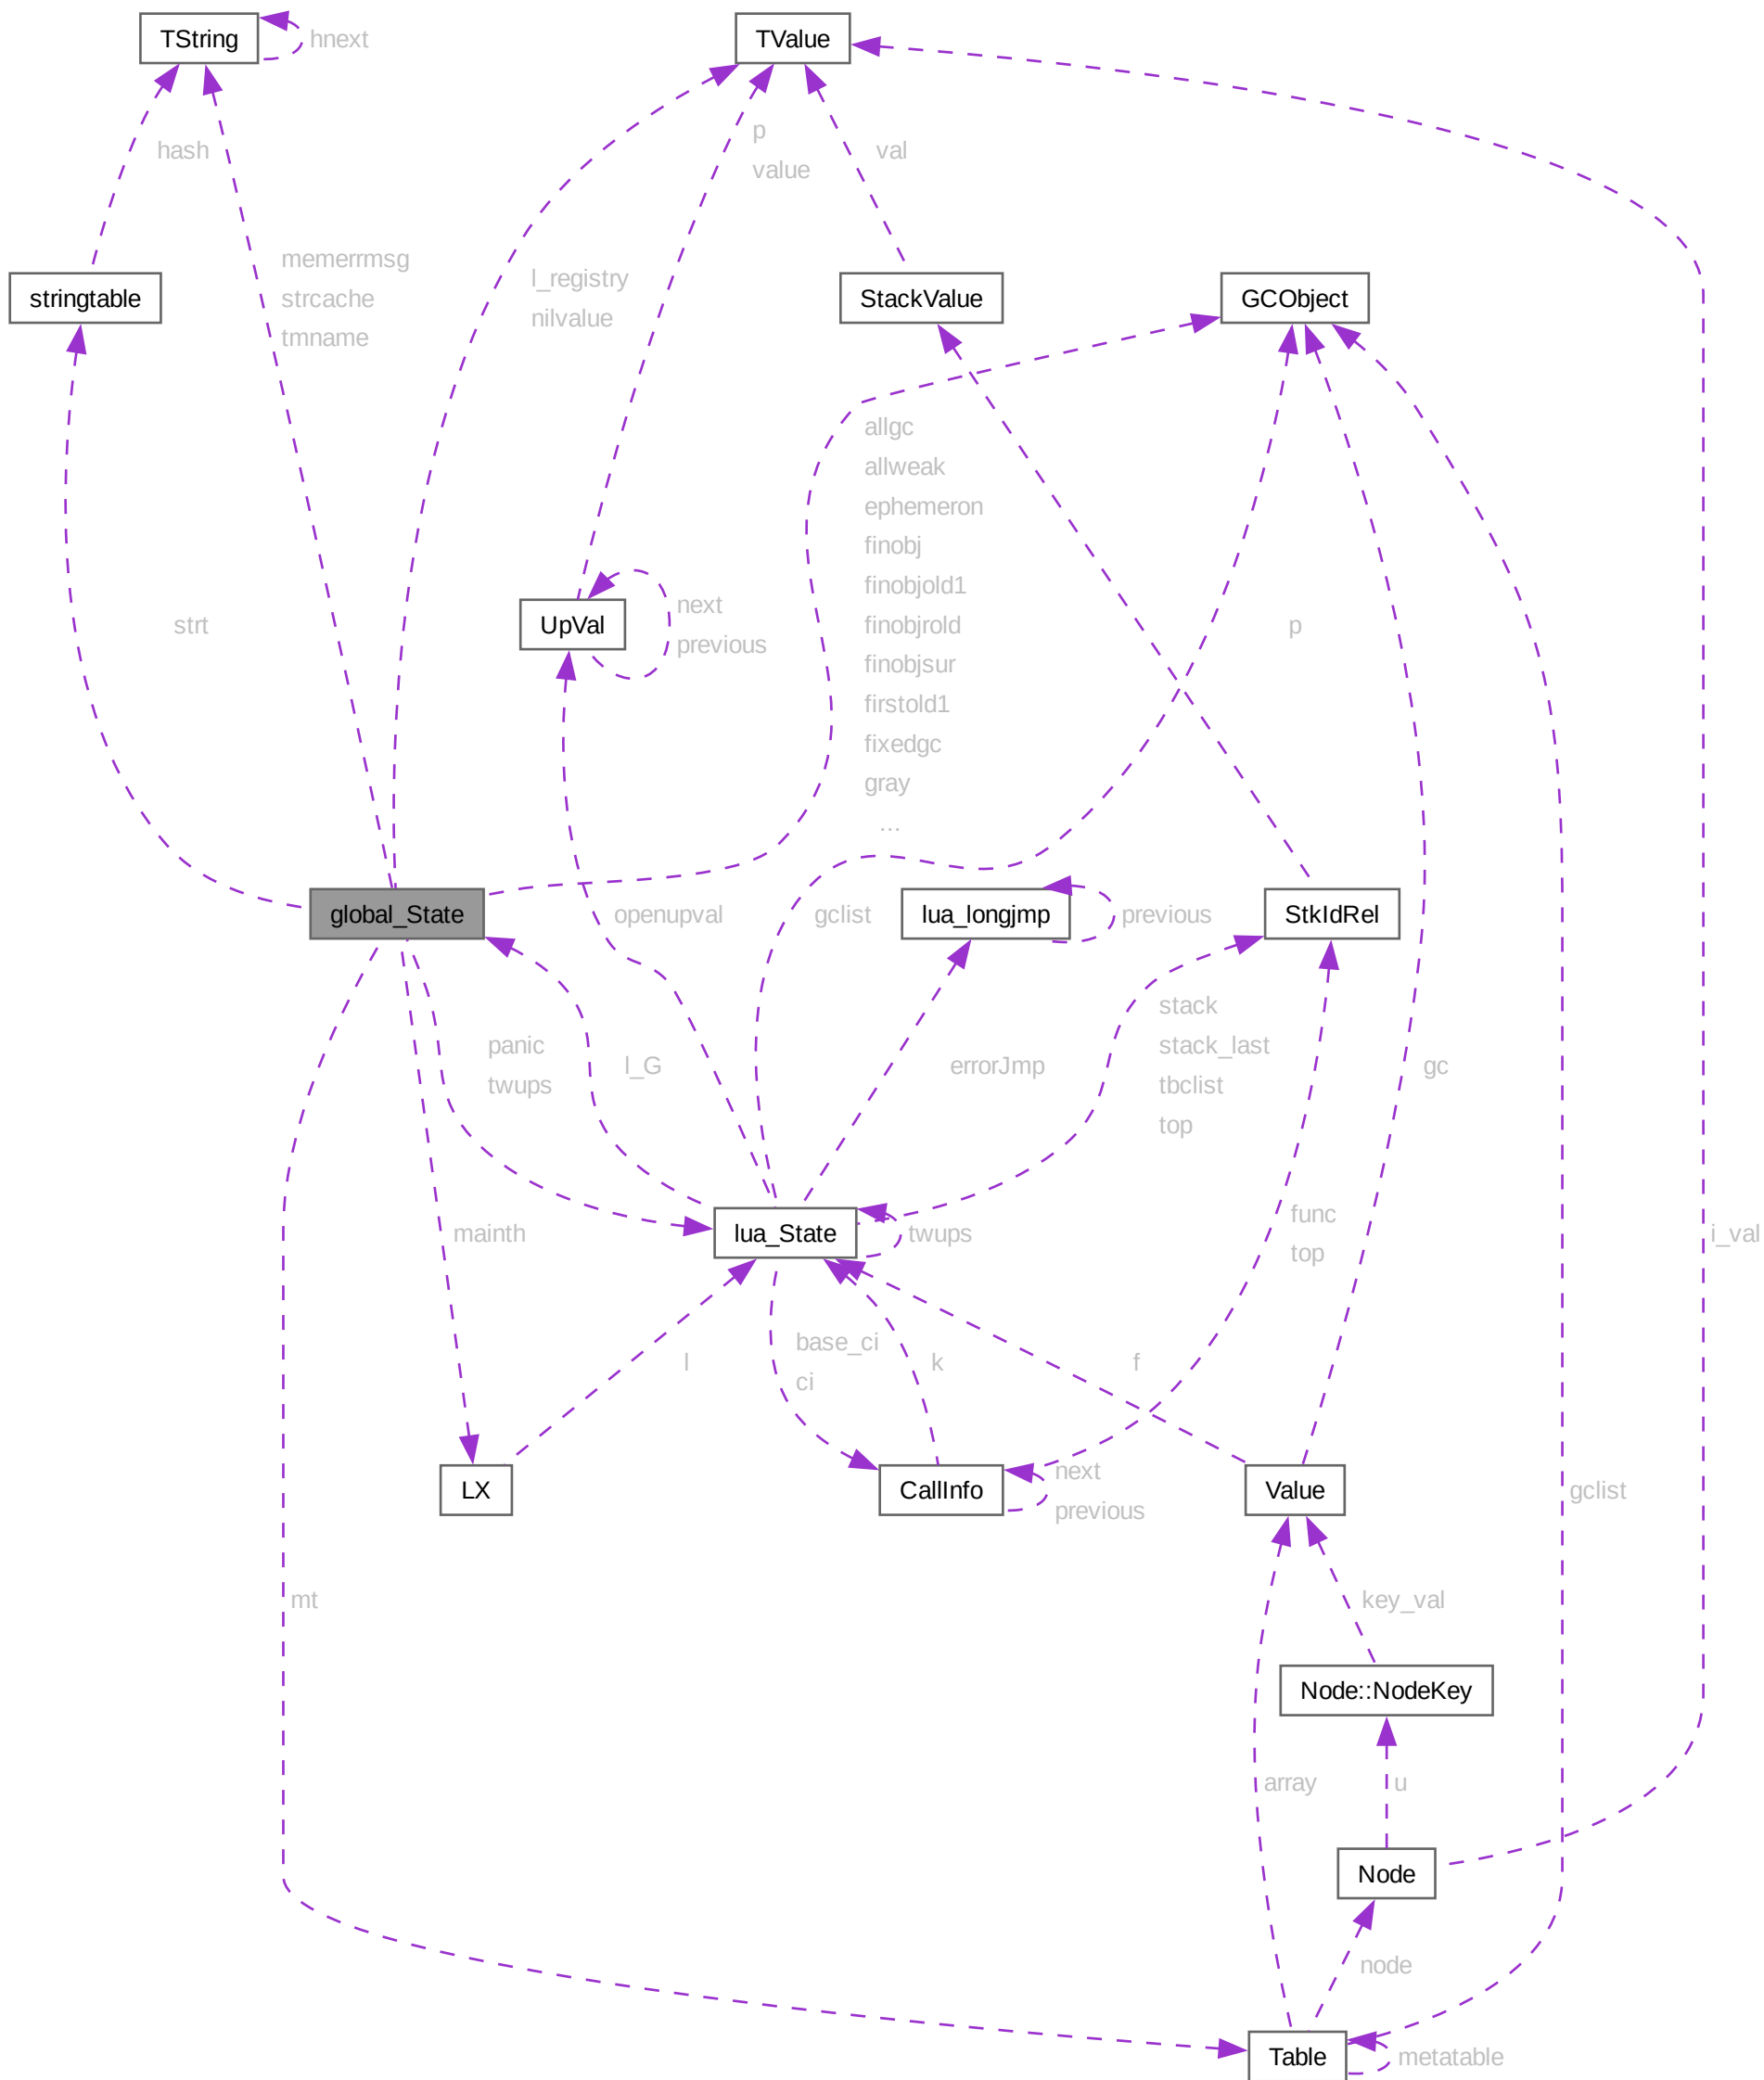 TString
hnext
TValue
hash
p
value
val
memerrmsg
strcache
tmname
l_registry
nilvalue
stringtable
StackValue
GCObject
allgc
allweak
ephemeron
finobj
finobjold1
finobjrold
finobjsur
firstold1
fixedgc
gray
...
strt
UpVal
next
previous
p
global_State
openupval
gclist
lua_longjmp
previous
StkIdRel
stack
stack_last
tbclist
top
panic
twups
l_G
errorJmp
gc
mainth
lua_State
twups
func
top
i_val
l
base_ci
ci
k
f
LX
CallInfo
next
previous
Value
gclist
mt
key_val
Node::NodeKey
array
u
Node
node
Table
metatable